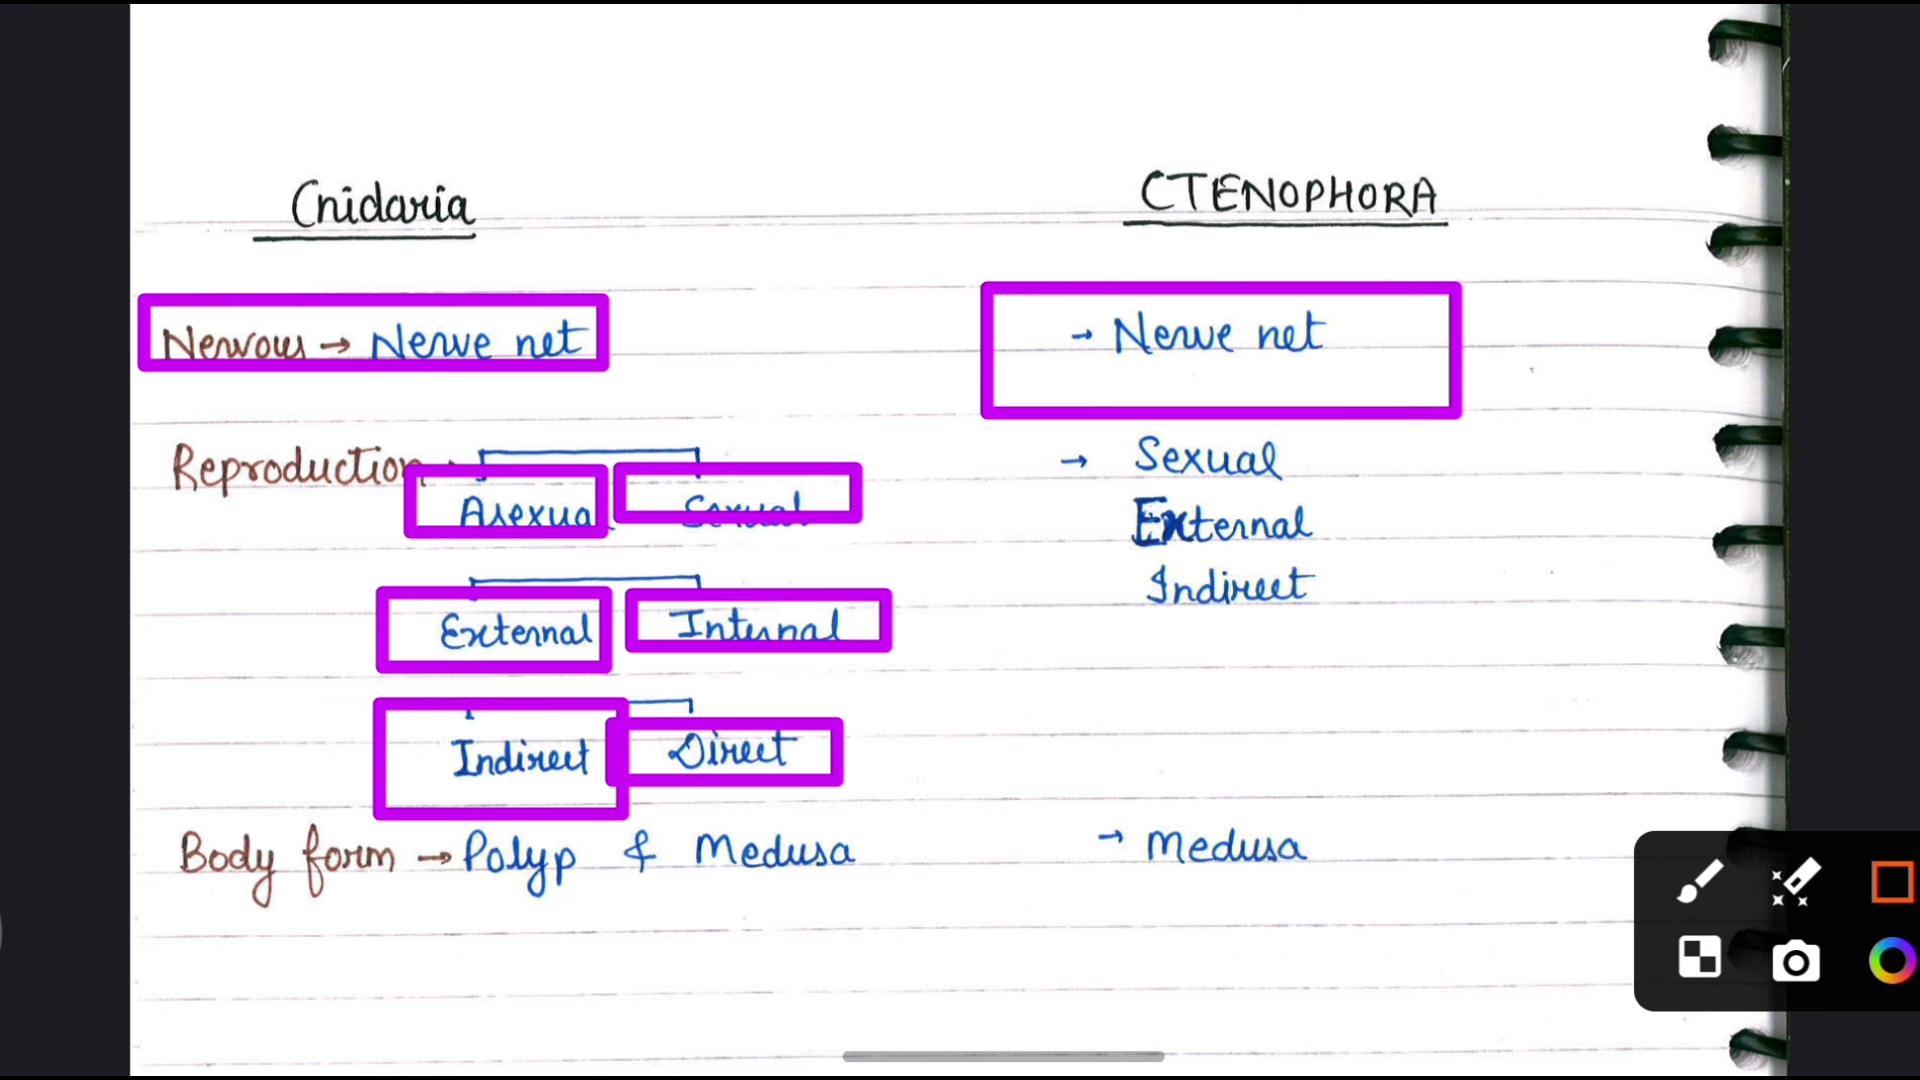 Cnidaria CTENOPHORA
Nervous → Nerve net → Nerve net
Reproduction → Sexual
Asexual Sexual
External
External Internal
Indirect
Indirect Direct
Body form → Polyp & Medusa → Medusa